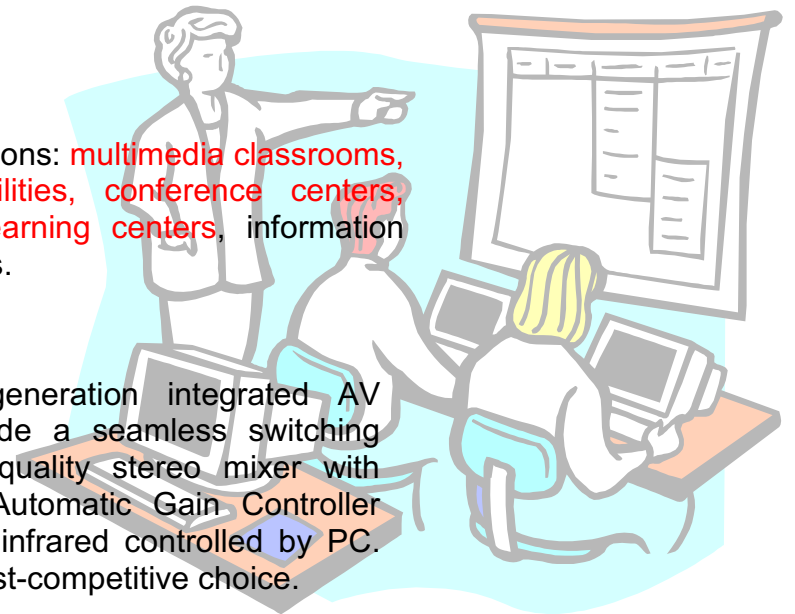 ons: multimedia classrooms,
ilities, conference centers,
earning centers, information
s.
generation integrated AV
de a seamless switching
quality stereo mixer with
Automatic Gain Controller
infrared controlled by PC.
st-competitive choice.